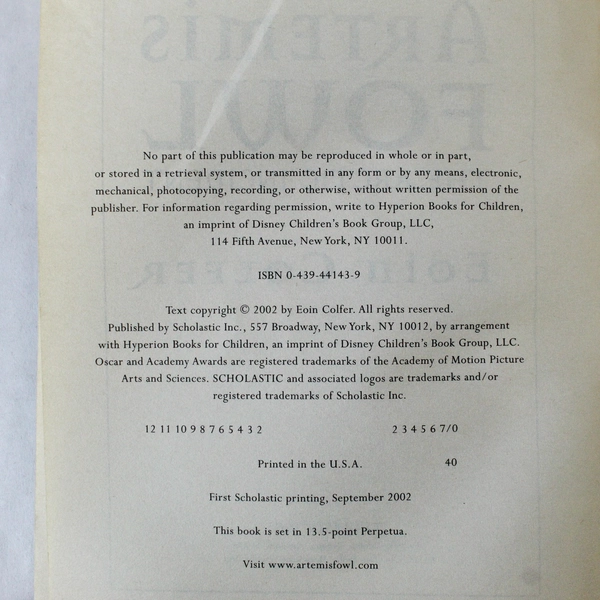 ARTEMIS
FOWL
No part of this publication may be reproduced in whole or in part,
or stored in a retrieval system, or transmitted in any form or by any means, electronic,
mechanical, photocopying, recording, or otherwise, without written permission of the
publisher. For information regarding permission, write to Hyperion Books for Children,
an imprint of Disney Children's Book Group, LLC,
114 Fifth Avenue, New York, NY 10011.
ISBN 0-439-44143-9
EOIN COLFER
Text copyright © 2002 by Eoin Colfer. All rights reserved.
Published by Scholastic Inc., 557 Broadway, New York, NY 10012, by arrangement
with Hyperion Books for Children, an imprint of Disney Children's Book Group, LLC.
Oscar and Academy Awards are registered trademarks of the Academy of Motion Picture
Arts and Sciences. SCHOLASTIC and associated logos are trademarks and/or
registered trademarks of Scholastic Inc.
12 11 10 9 8 7 6 5 4 3 2 2 3 4 5 6 7/0
Printed in the U.S.A. 40
First Scholastic printing, September 2002
This book is set in 13.5-point Perpetua.
Visit www.artemisfowl.com